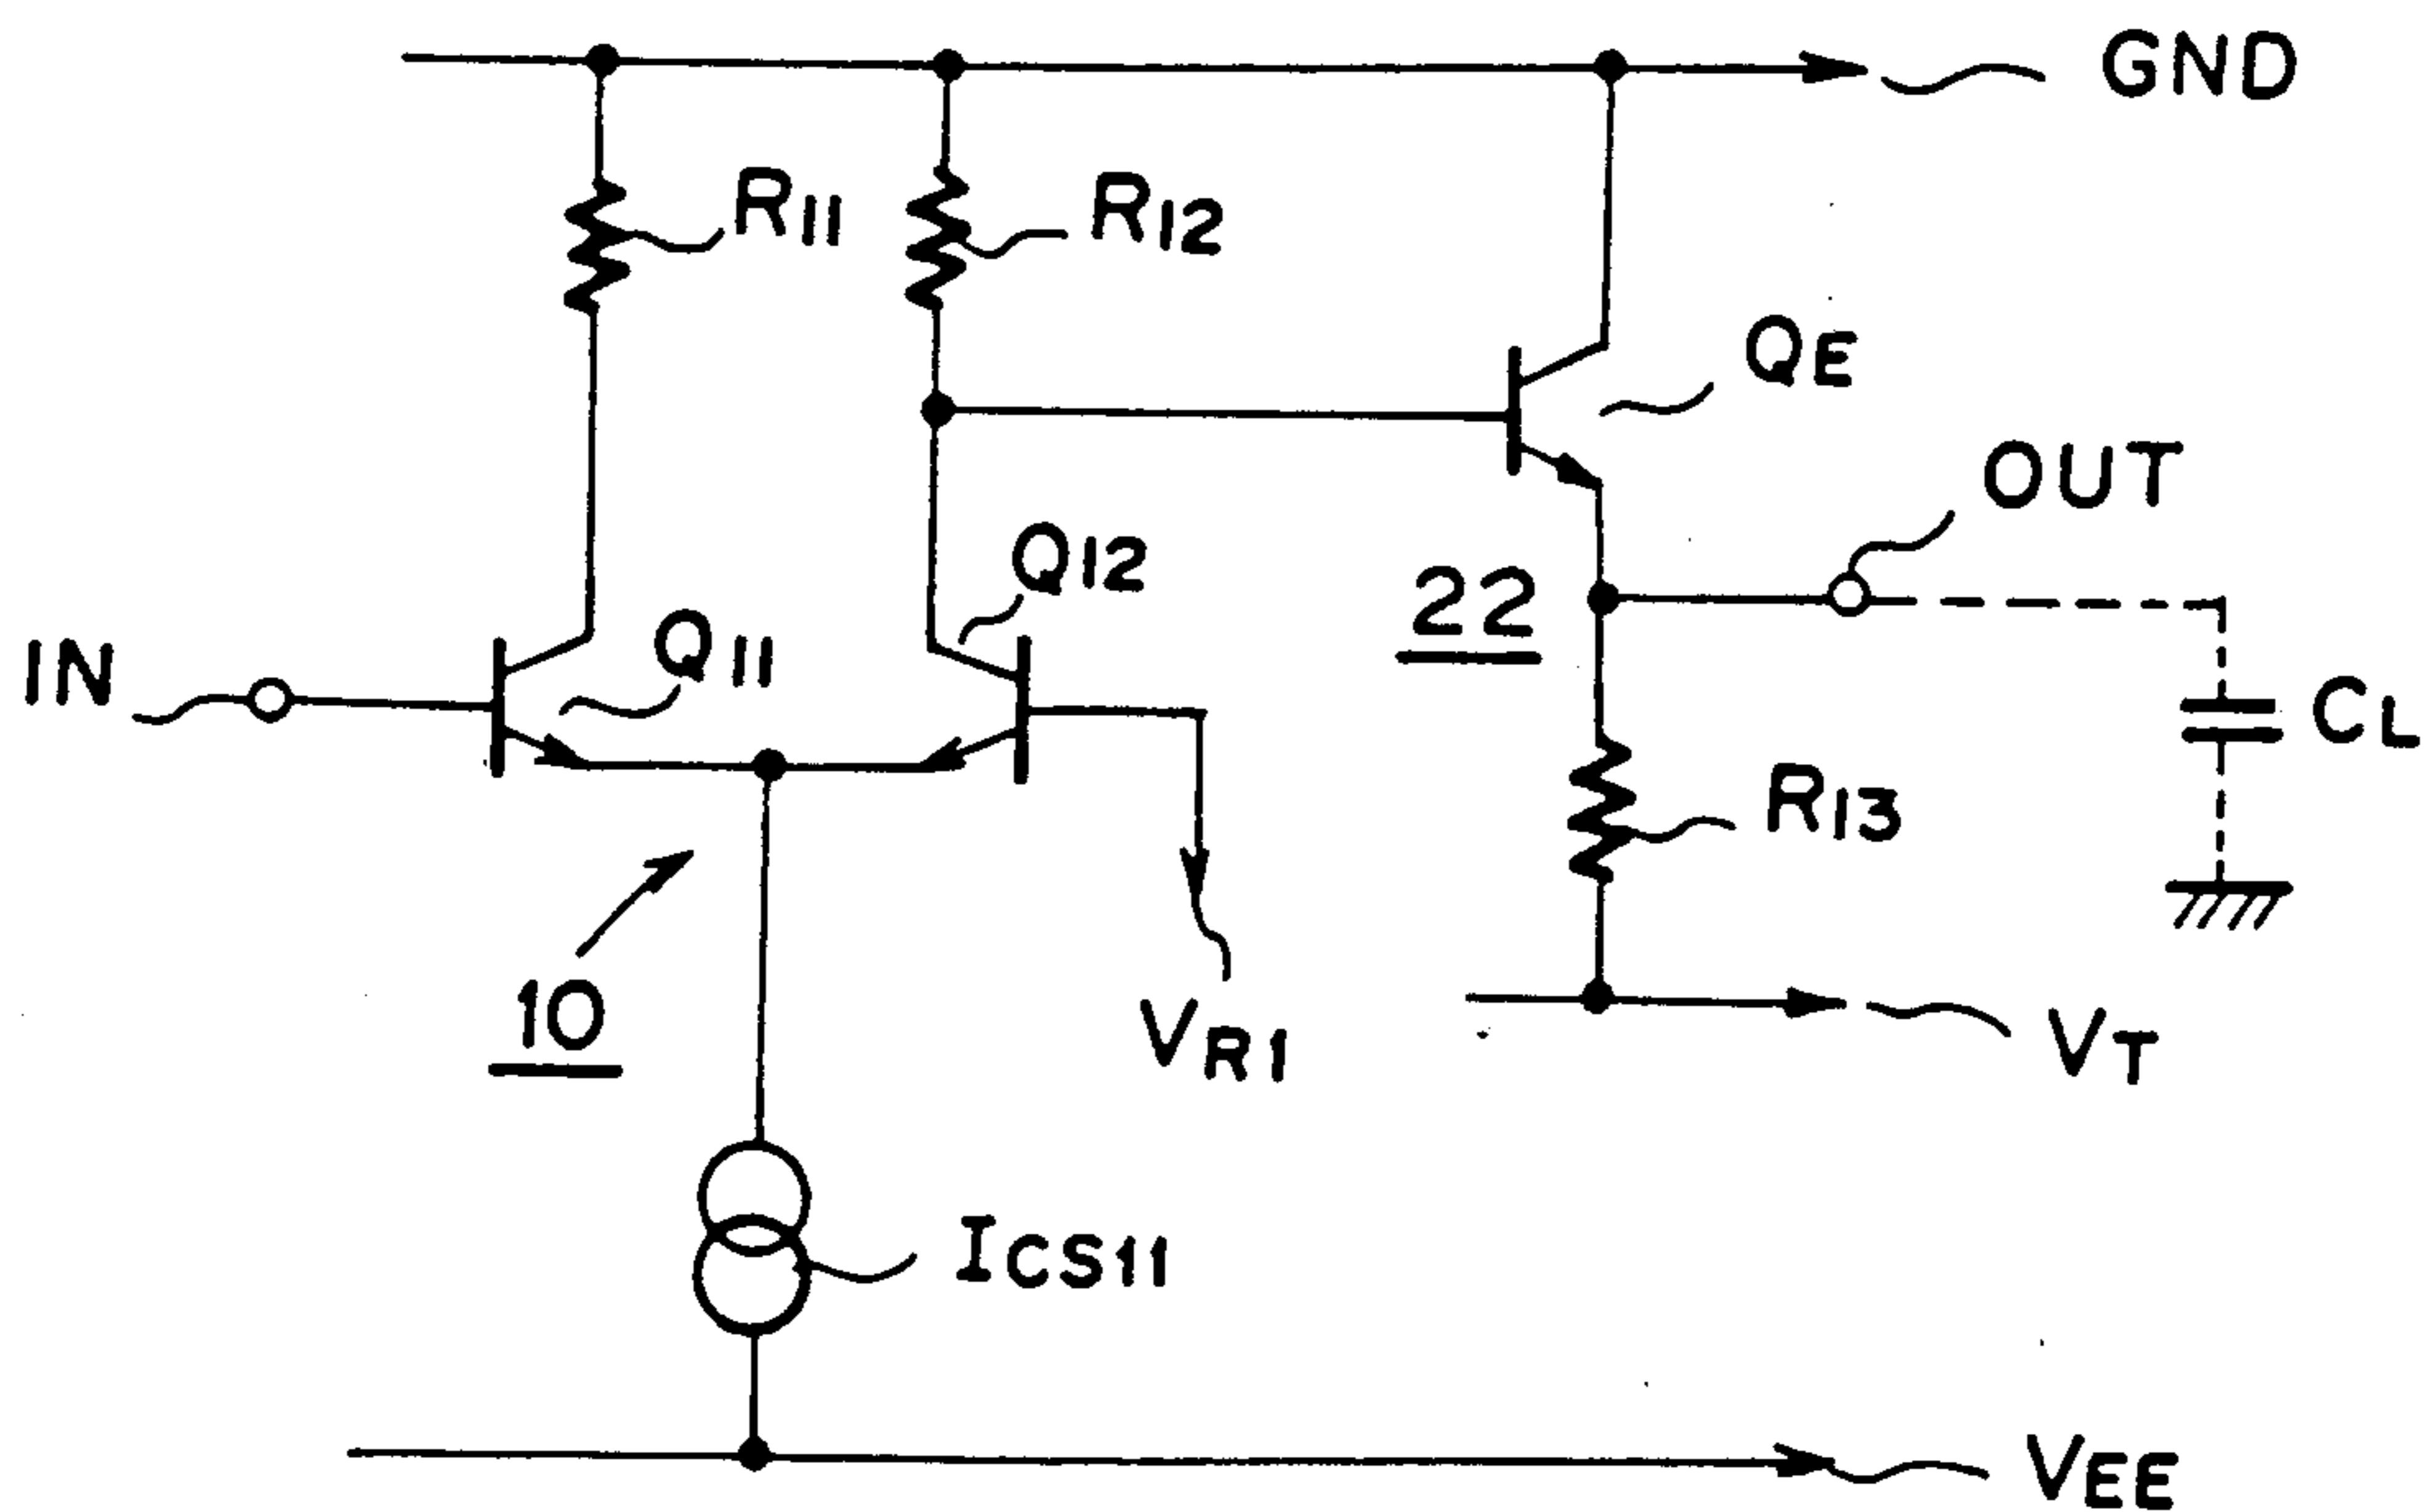 GND
R11
R12
QE
OUT
Q12
22
IN
Q11
CL
R13
10
VR1
VT
ICS11
VEE